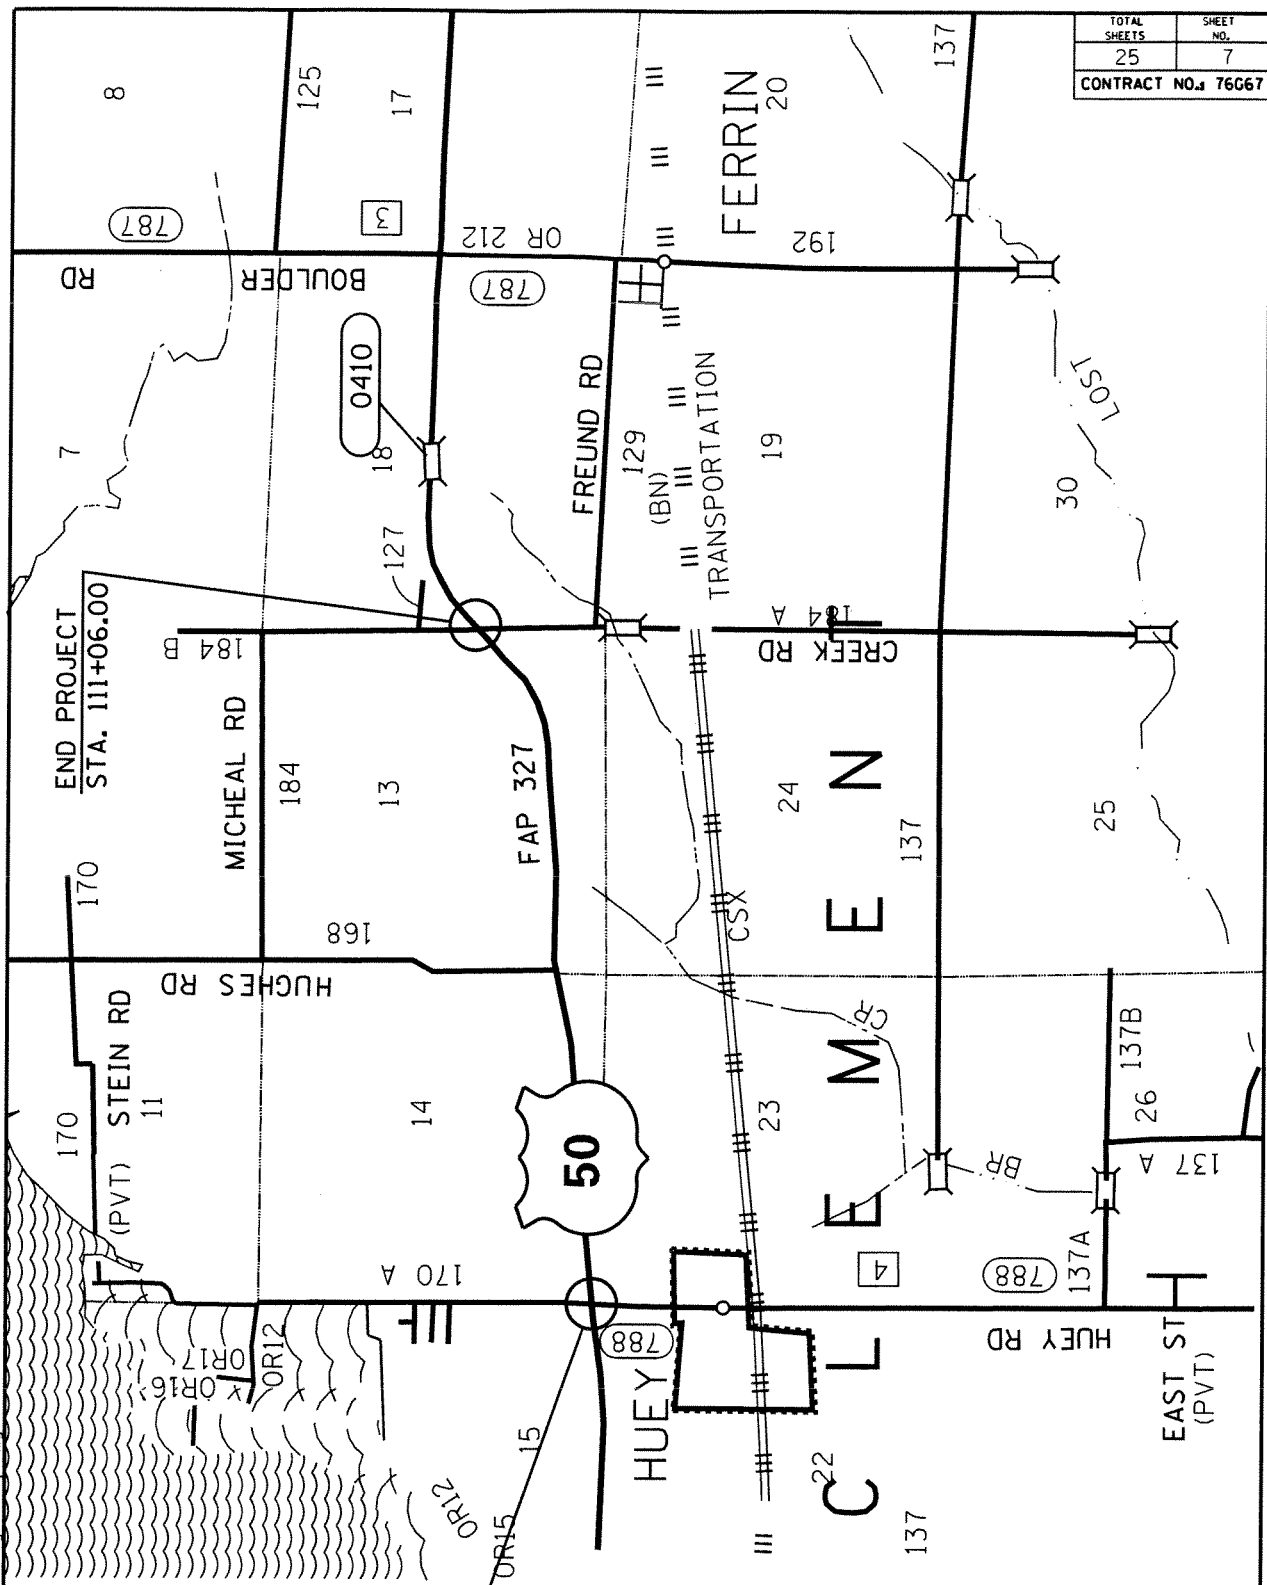 TOTAL SHEETS
SHEET NO.
25
7
CONTRACT NO.: 76G67
8
125
17
137
FERRIN
20
787
3
OR 212
192
BOULDER RD
787
0410
7
18
FREUND RD
129
(BN)
TRANSPORTATION
19
LOST
30
END PROJECT
STA. 111+06.00
127
184 B
184 A
CREEK RD
MICHEAL RD
184
13
FAP 327
24
137
25
170
168
HUGHES RD
CSX
STEIN RD
(PVT)
170
11
14
50
23
CR
137B
26
BR
137 A
170 A
4
788
137A
HUEY RD
788
HUEY
EAST ST
(PVT)
OR17
OR16
OR12
15
OR12
OR15
22
137
CLEMENT